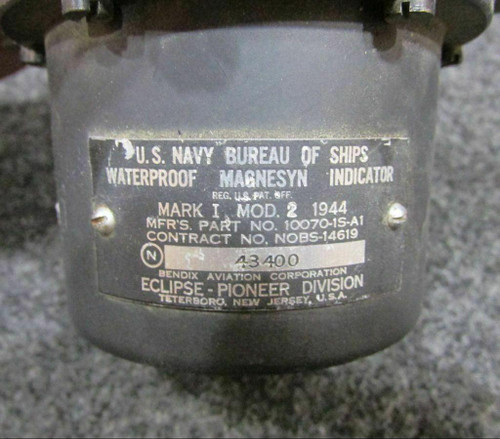 U.S. NAVY BUREAU OF SHIPS
WATERPROOF MAGNESYN INDICATOR
REG. U.S. PAT. OFF.
MARK I MOD. 2 1944
MFR'S. PART NO. 10070-1S-A1
CONTRACT NO. NOBS-14619
N 43400
BENDIX AVIATION CORPORATION
ECLIPSE-PIONEER DIVISION
TETERBORO, NEW JERSEY, U.S.A.